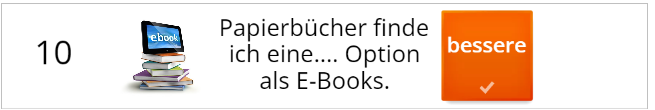 10
ebook
Papierbücher finde
ich eine.... Option
als E-Books.
bessere